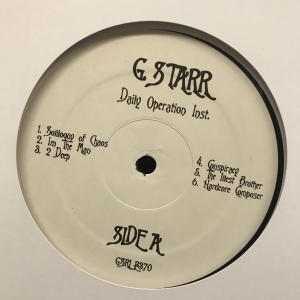 G. STARR
Daily Operation Inst.
1. Soliloquy of Chaos
2. Im The Man
3. 2 Deep
4. Conspiracy
5. The Illest Brother
6. Hardcore Composer
SIDE A